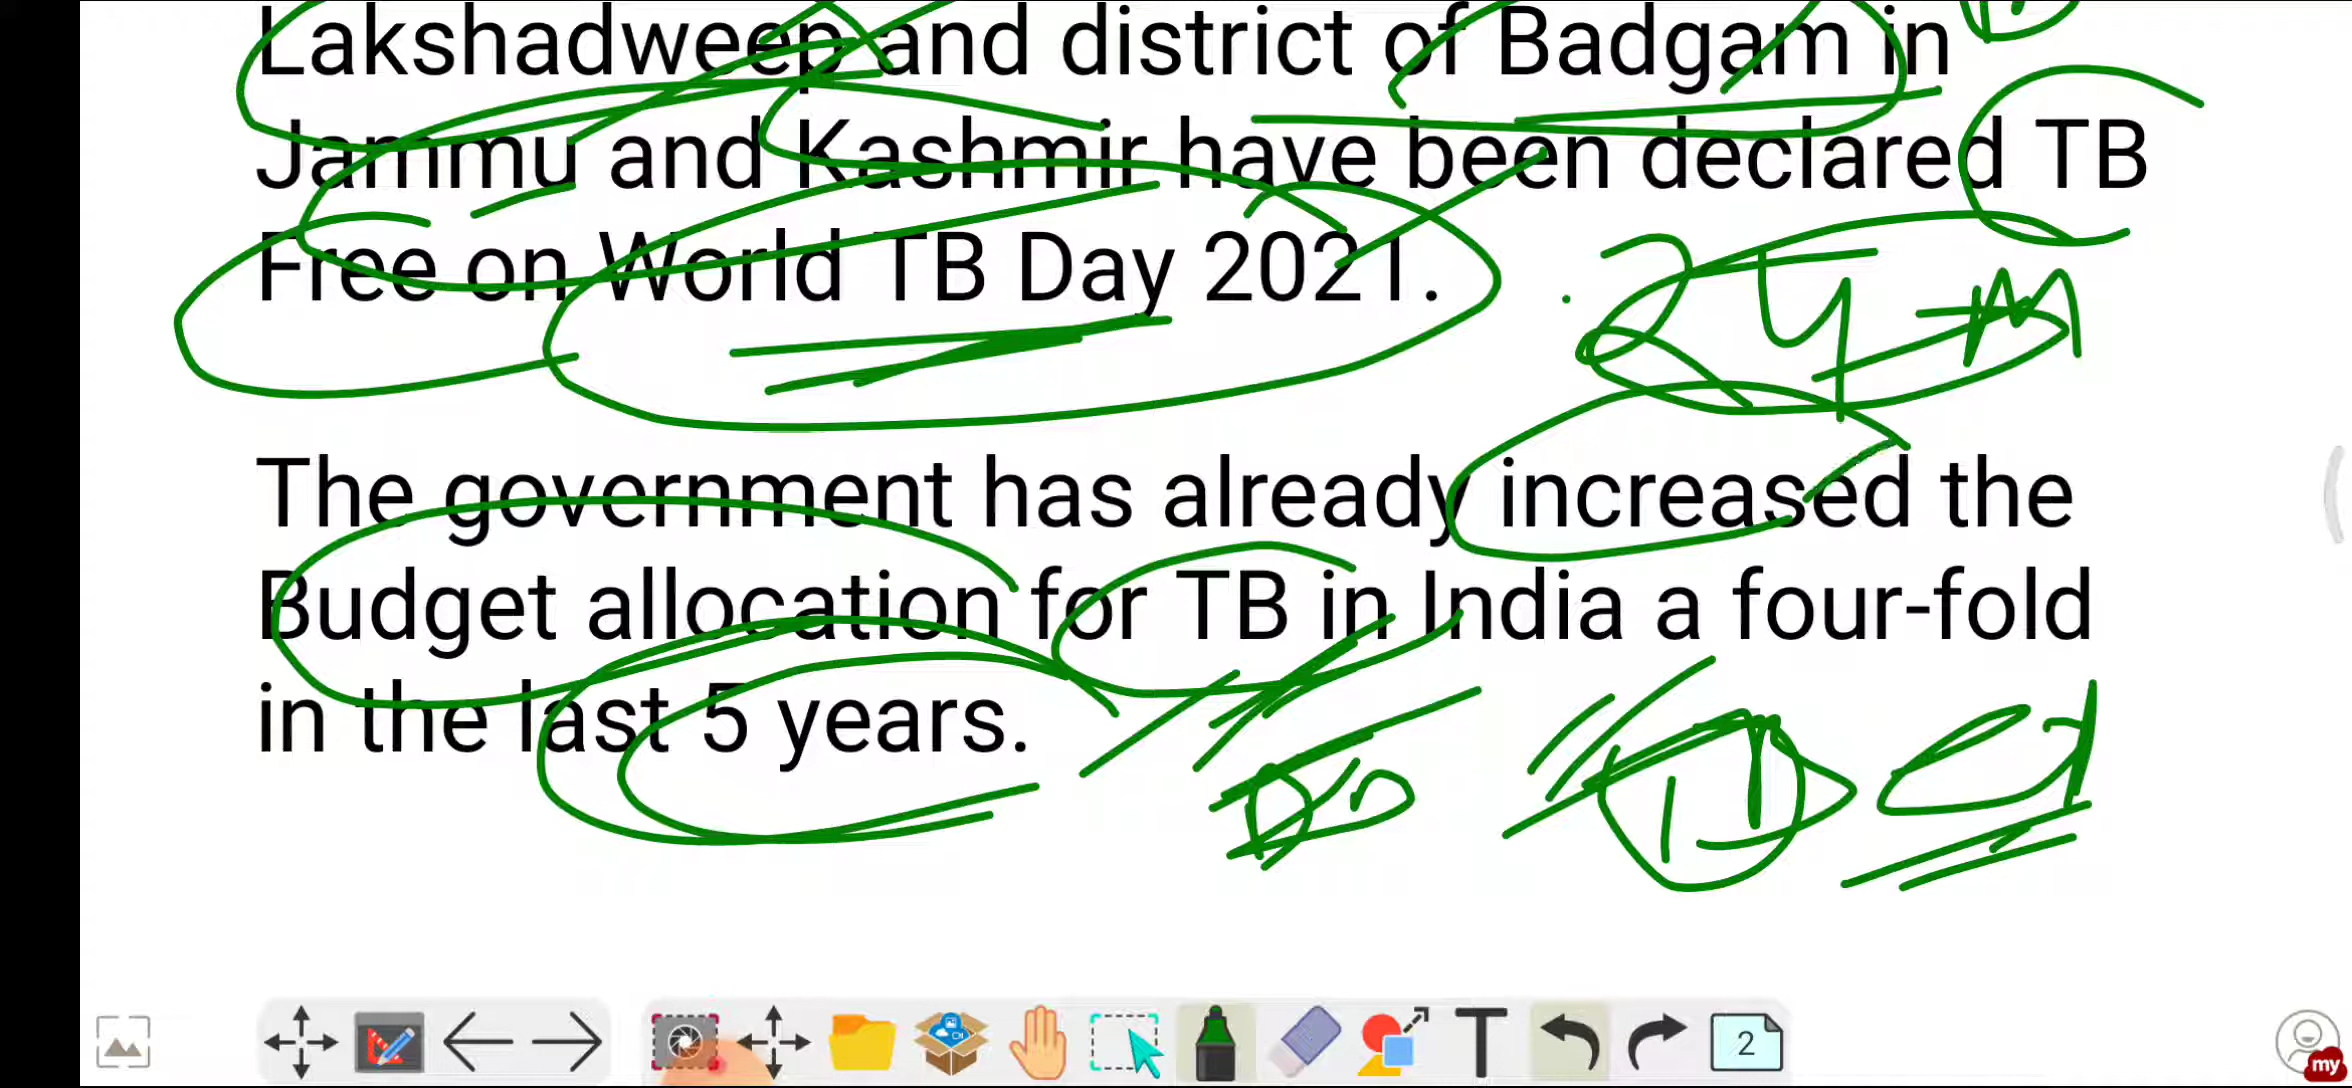 Lakshadweep and district of Badgam in
Jammu and Kashmir have been declared TB
Free on World TB Day 2021.
24-M
The government has already increased the
Budget allocation for TB in India a four-fold
in the last 5 years.
T
2
my